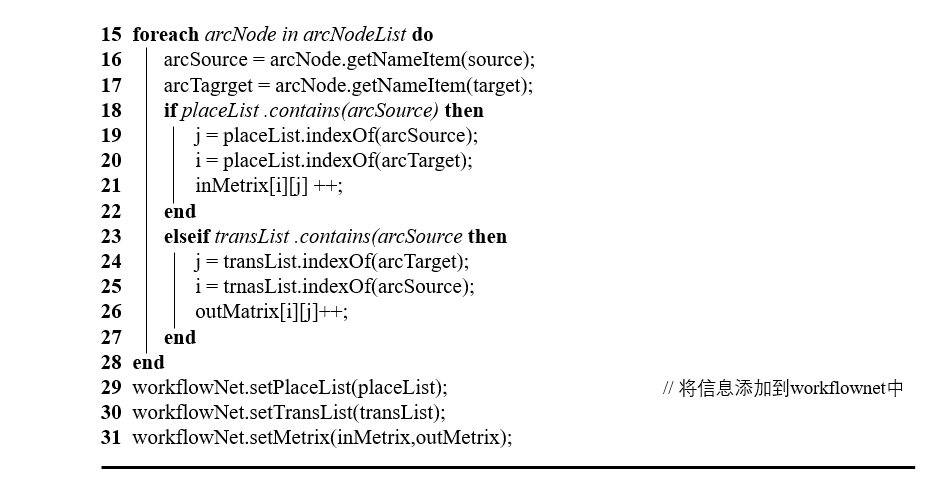 15 foreach arcNode in arcNodeList do
16 arcSource = arcNode.getNameItem(source);
17 arcTagrget = arcNode.getNameItem(target);
18 if placeList .contains(arcSource) then
19 j = placeList.indexOf(arcSource);
20 i = placeList.indexOf(arcTarget);
21 inMetrix[i][j] ++;
22 end
23 elseif transList .contains(arcSource then
24 j = transList.indexOf(arcTarget);
25 i = trnasList.indexOf(arcSource);
26 outMatrix[i][j]++;
27 end
28 end
29 workflowNet.setPlaceList(placeList); // 将信息添加到workflownet中
30 workflowNet.setTransList(transList);
31 workflowNet.setMetrix(inMetrix,outMetrix);